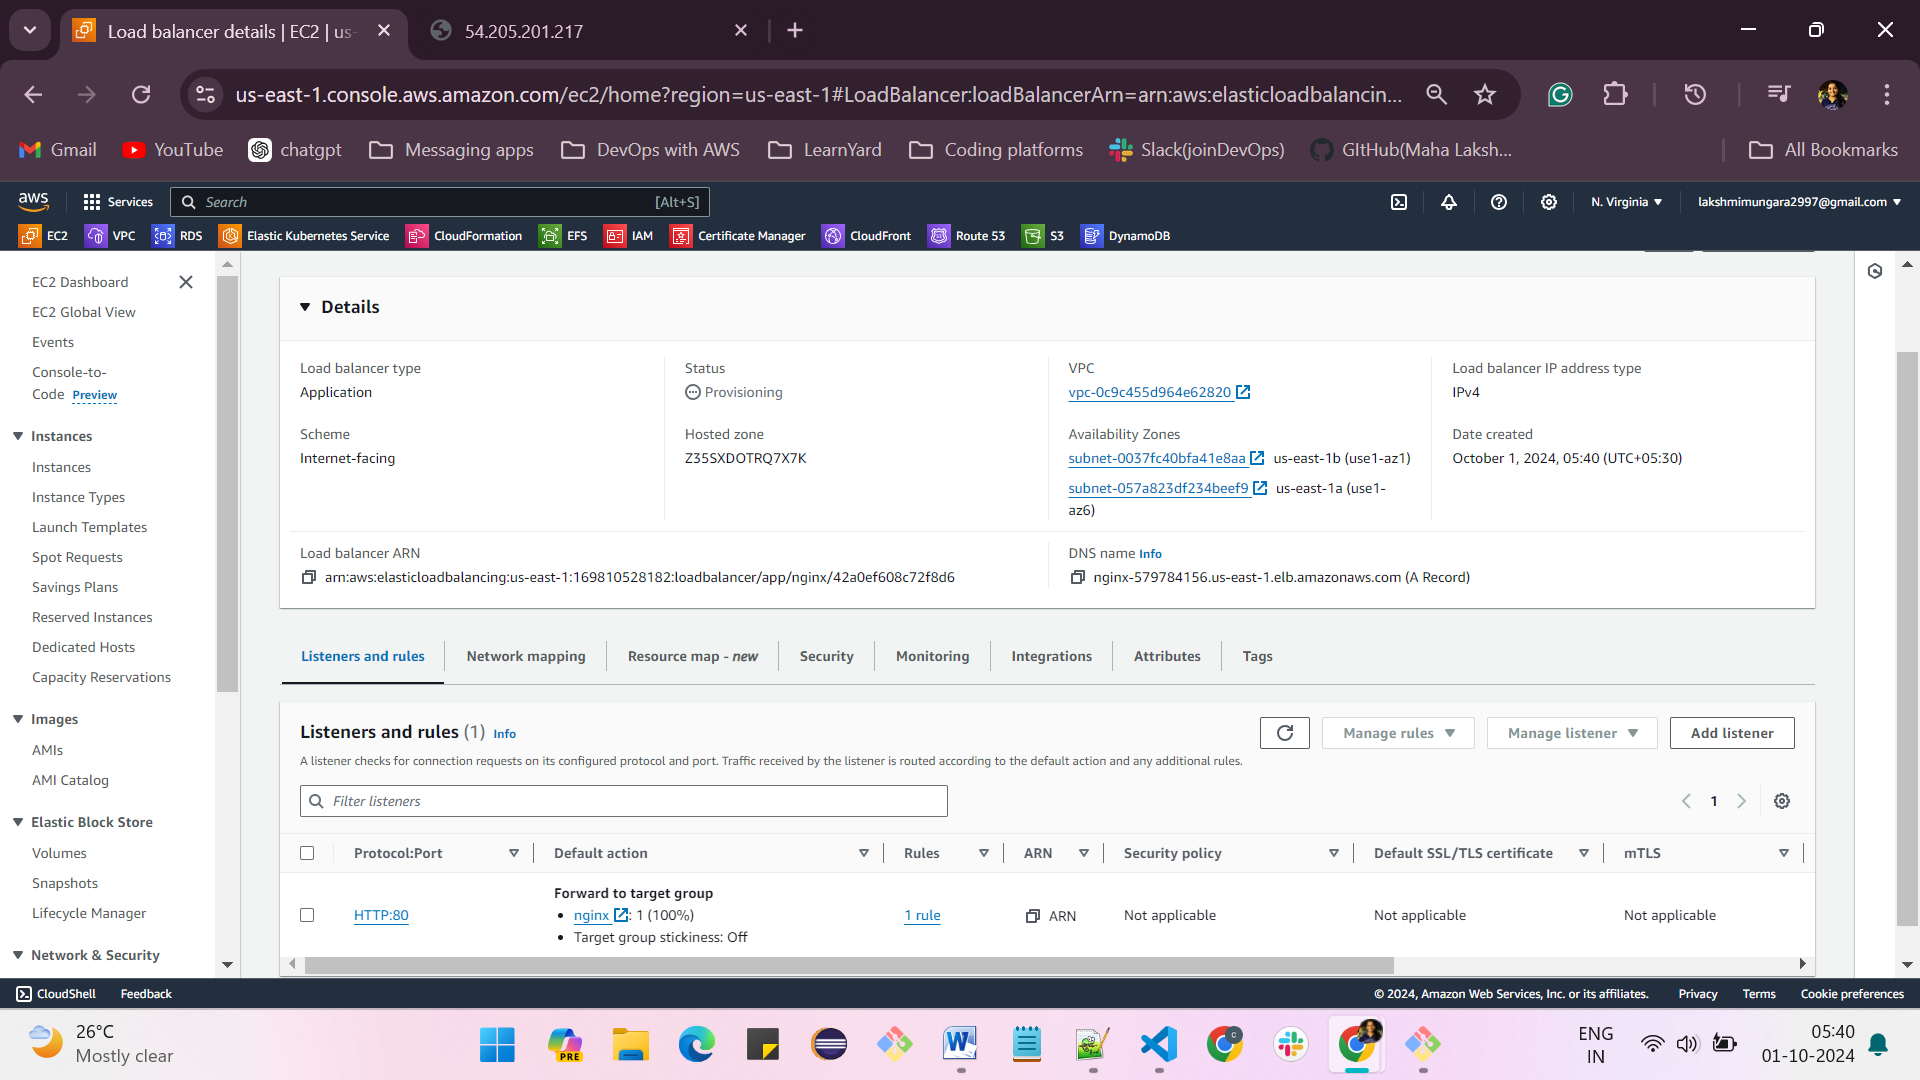 Load balancer details | EC2 | us-
54.205.201.217
us-east-1.console.aws.amazon.com/ec2/home?region=us-east-1#LoadBalancer:loadBalancerArn=arn:aws:elasticloadbalancin...
Gmail
YouTube
chatgpt
Messaging apps
DevOps with AWS
LearnYard
Coding platforms
Slack(joinDevOps)
GItHub(Maha Laksh...
All Bookmarks
aws
Services
Search
[Alt+S]
N. Virginia
lakshmimungara2997@gmail.com
EC2
VPC
RDS
Elastic Kubernetes Service
CloudFormation
EFS
IAM
Certificate Manager
CloudFront
Route 53
S3
DynamoDB
EC2 Dashboard
EC2 Global View
Events
Console-to-
Code Preview
Instances
Instances
Instance Types
Launch Templates
Spot Requests
Savings Plans
Reserved Instances
Dedicated Hosts
Capacity Reservations
Images
AMIs
AMI Catalog
Elastic Block Store
Volumes
Snapshots
Lifecycle Manager
Network & Security
Details
Load balancer type
Application
Status
Provisioning
VPC
vpc-0c9c455d964e62820
Load balancer IP address type
IPv4
Scheme
Internet-facing
Hosted zone
Z35SXDOTRQ7X7K
Availability Zones
subnet-0037fc40bfa41e8aa us-east-1b (use1-az1)
subnet-057a823df234beef9 us-east-1a (use1-
az6)
Date created
October 1, 2024, 05:40 (UTC+05:30)
Load balancer ARN
arn:aws:elasticloadbalancing:us-east-1:169810528182:loadbalancer/app/nginx/42a0ef608c72f8d6
DNS name Info
nginx-579784156.us-east-1.elb.amazonaws.com (A Record)
Listeners and rules
Network mapping
Resource map - new
Security
Monitoring
Integrations
Attributes
Tags
Listeners and rules (1) Info
Manage rules
Manage listener
Add listener
A listener checks for connection requests on its configured protocol and port. Traffic received by the listener is routed according to the default action and any additional rules.
Filter listeners
1
Protocol:Port
Default action
Rules
ARN
Security policy
Default SSL/TLS certificate
mTLS
HTTP:80
Forward to target group
• nginx : 1 (100%)
• Target group stickiness: Off
1 rule
ARN
Not applicable
Not applicable
Not applicable
CloudShell
Feedback
© 2024, Amazon Web Services, Inc. or its affiliates.
Privacy
Terms
Cookie preferences
26°C
Mostly clear
PRE
ENG
IN
05:40
01-10-2024